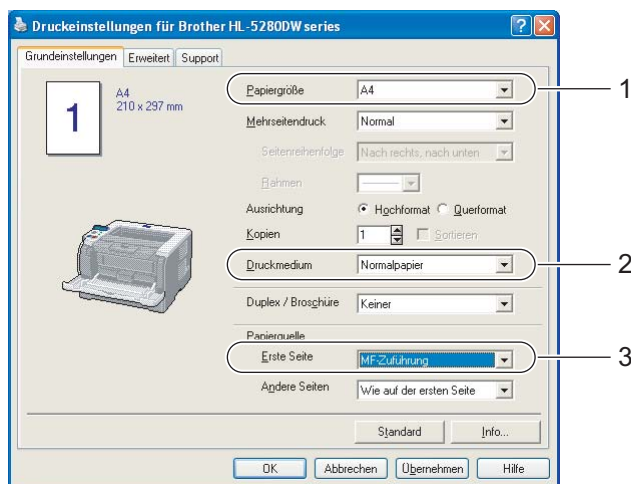 Druckeinstellungen für Brother HL-5280DW series
Grundeinstellungen Erweitert Support
1
A4
210 x 297 mm
Papiergröße A4 1
Mehrseitendruck Normal
Seitenreihenfolge Nach rechts, nach unten
Rahmen
Ausrichtung Hochformat Querformat
Kopien 1 Sortieren
Druckmedium Normalpapier 2
Duplex / Broschüre Keiner
Papierquelle
Erste Seite MF-Zuführung 3
Andere Seiten Wie auf der ersten Seite
Standard Info...
OK Abbrechen Übernehmen Hilfe